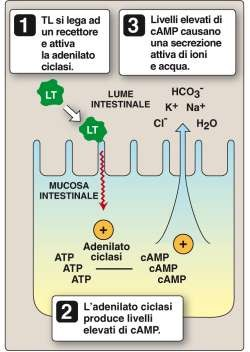 1
TL si lega ad
un recettore
e attiva
la adenilato
ciclasi.
3
Livelli elevati di
cAMP causano
una secrezione
attiva di ioni
e acqua.
LT
LUME
INTESTINALE
HCO3-
K+ Na+
Cl- H2O
LT
MUCOSA
INTESTINALE
+
Adenilato
ciclasi
+
ATP cAMP
ATP cAMP
ATP cAMP
2
L'adenilato ciclasi
produce livelli
elevati di cAMP.